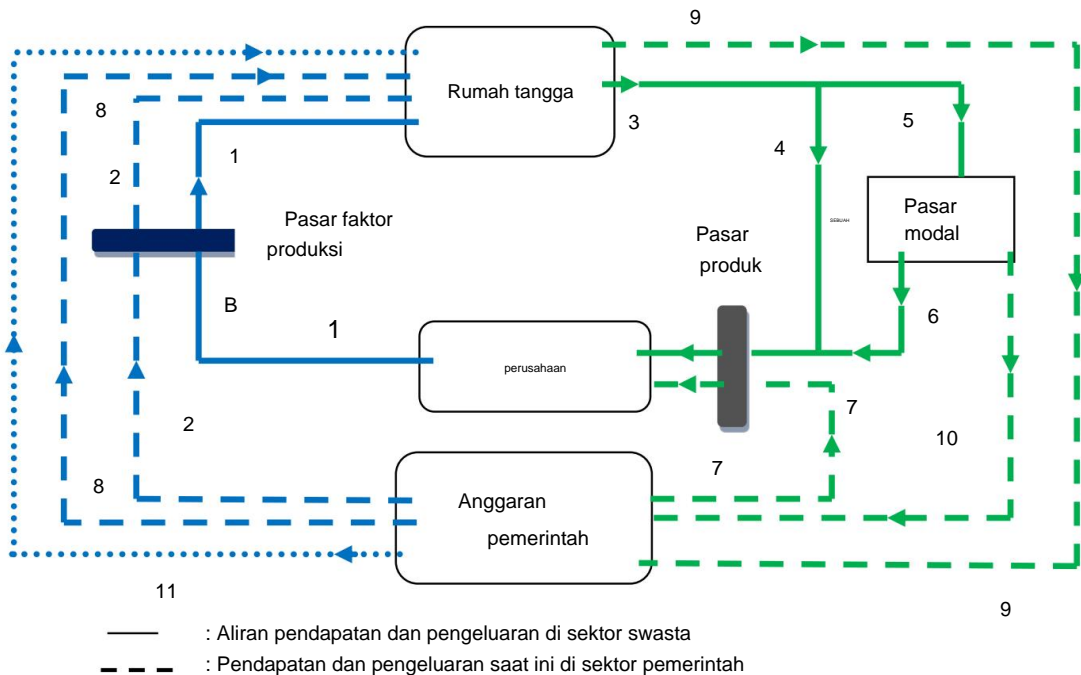 9
Rumah tangga
8
3
5
4
1
2
Pasar faktor
produksi
SEBUAH
Pasar
modal
Pasar
produk
B
6
1
perusahaan
7
2
10
7
8
Anggaran
pemerintah
11
9
: Aliran pendapatan dan pengeluaran di sektor swasta
: Pendapatan dan pengeluaran saat ini di sektor pemerintah